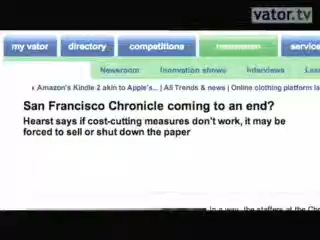 vator.tv
my vator
directory
competitions
service
Newsroom
Innovation shows
Interviews
‹ Amazon's Kindle 2 akin to Apple's... | All Trends & news | Online clothing platform la
San Francisco Chronicle coming to an end?
Hearst says if cost-cutting measures don't work, it may be
forced to sell or shut down the paper
In a way, the staffers at the Chr